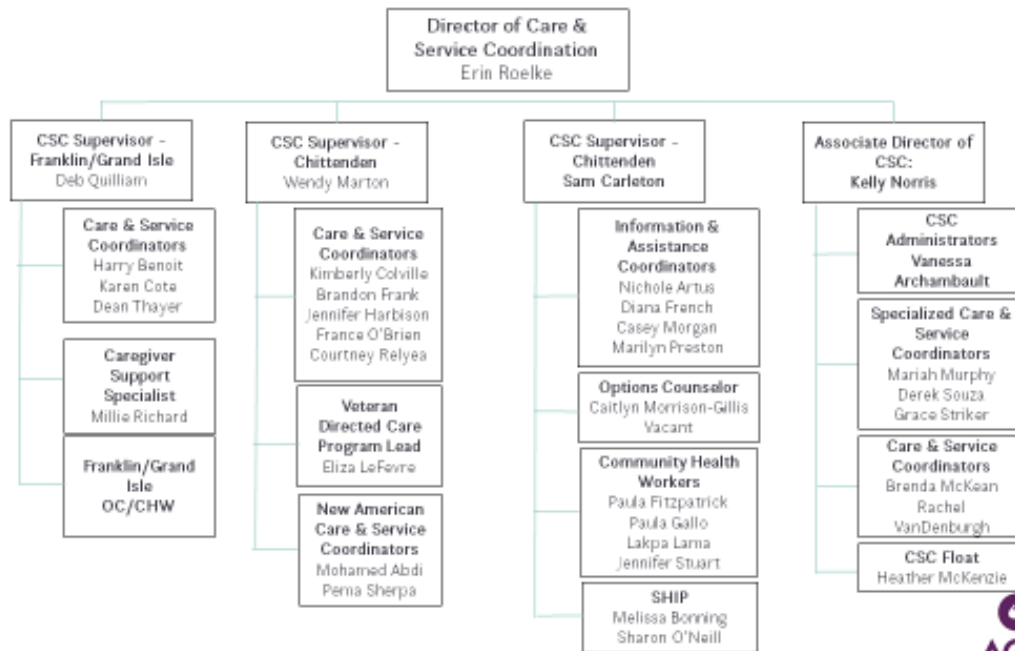 Director of Care &
Service Coordination
Erin Roelke
CSC Supervisor –
Franklin/Grand Isle
Deb Quilliam
Care & Service
Coordinators
Harry Benoit
Karen Cote
Dean Thayer
Caregiver
Support
Specialist
Millie Richard
Franklin/Grand
Isle
OC/CHW
CSC Supervisor –
Chittenden
Wendy Marton
Care & Service
Coordinators
Kimberly Colville
Brandon Frank
Jennifer Harbison
France O'Brien
Courtney Relyea
Veteran
Directed Care
Program Lead
Eliza LeFevre
New American
Care & Service
Coordinators
Mohamed Abdi
Pema Sherpa
CSC Supervisor –
Chittenden
Sam Carleton
Information &
Assistance
Coordinators
Nichole Artus
Diana French
Casey Morgan
Marilyn Preston
Options Counselor
Caitlyn Morrison-Gillis
Vacant
Community Health
Workers
Paula Fitzpatrick
Paula Gallo
Lakpa Lama
Jennifer Stuart
SHIP
Melissa Bonning
Sharon O'Neill
Associate Director of
CSC:
Kelly Norris
CSC
Administrators
Vanessa
Archambault
Specialized Care &
Service
Coordinators
Mariah Murphy
Derek Souza
Grace Striker
Care & Service
Coordinators
Brenda McKean
Rachel
VanDenburgh
CSC Float
Heather McKenzie